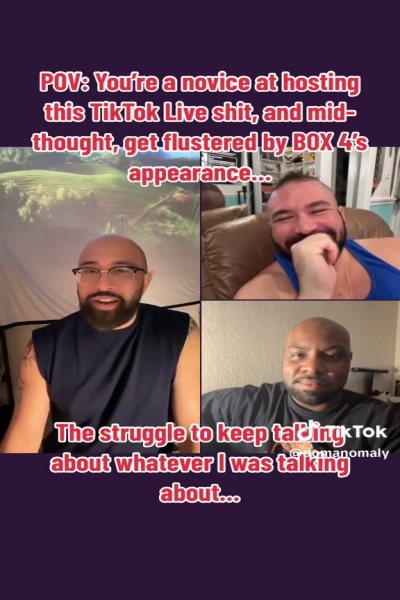 POV: You're a novice at hosting
this TikTok Live shit, and mid-
thought, get flustered by BOX 4's
appearance...
The struggle to keep talking
about whatever I was talking
about...
TikTok
@gomanomaly